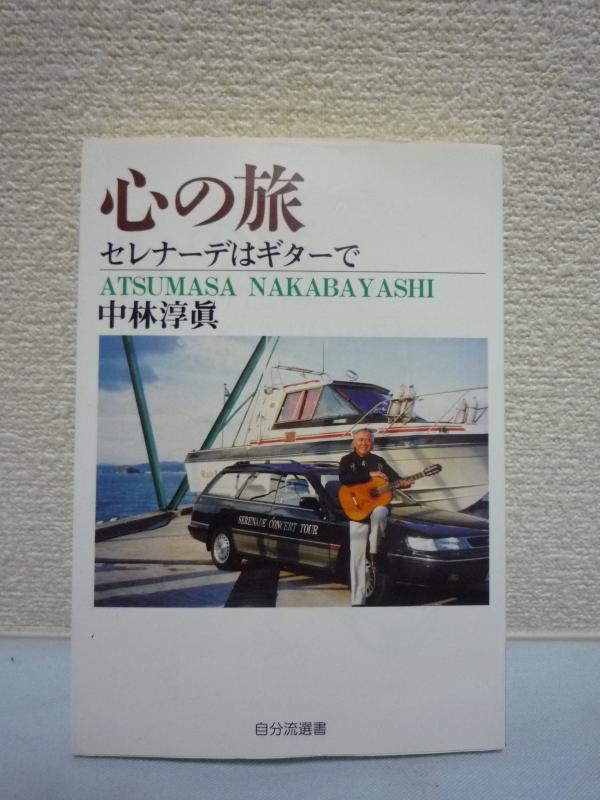 心の旅
セレナーデはギターで
ATSUMASA NAKABAYASHI
中林淳眞
SERENADE CONCERT TOUR
自分流選書